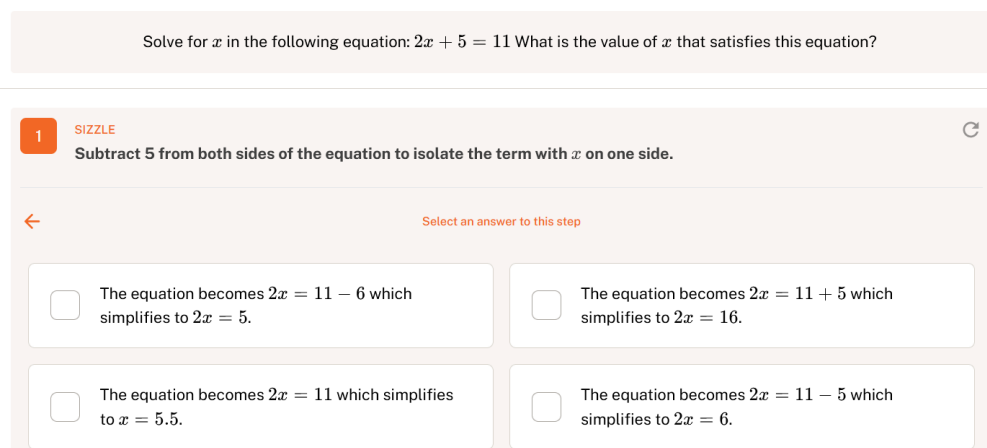 Solve for x in the following equation: 2x + 5 = 11 What is the value of x that satisfies this equation?
1
SIZZLE
Subtract 5 from both sides of the equation to isolate the term with x on one side.
Select an answer to this step
The equation becomes 2x = 11 − 6 which
simplifies to 2x = 5.
The equation becomes 2x = 11 + 5 which
simplifies to 2x = 16.
The equation becomes 2x = 11 which simplifies
to x = 5.5.
The equation becomes 2x = 11 − 5 which
simplifies to 2x = 6.